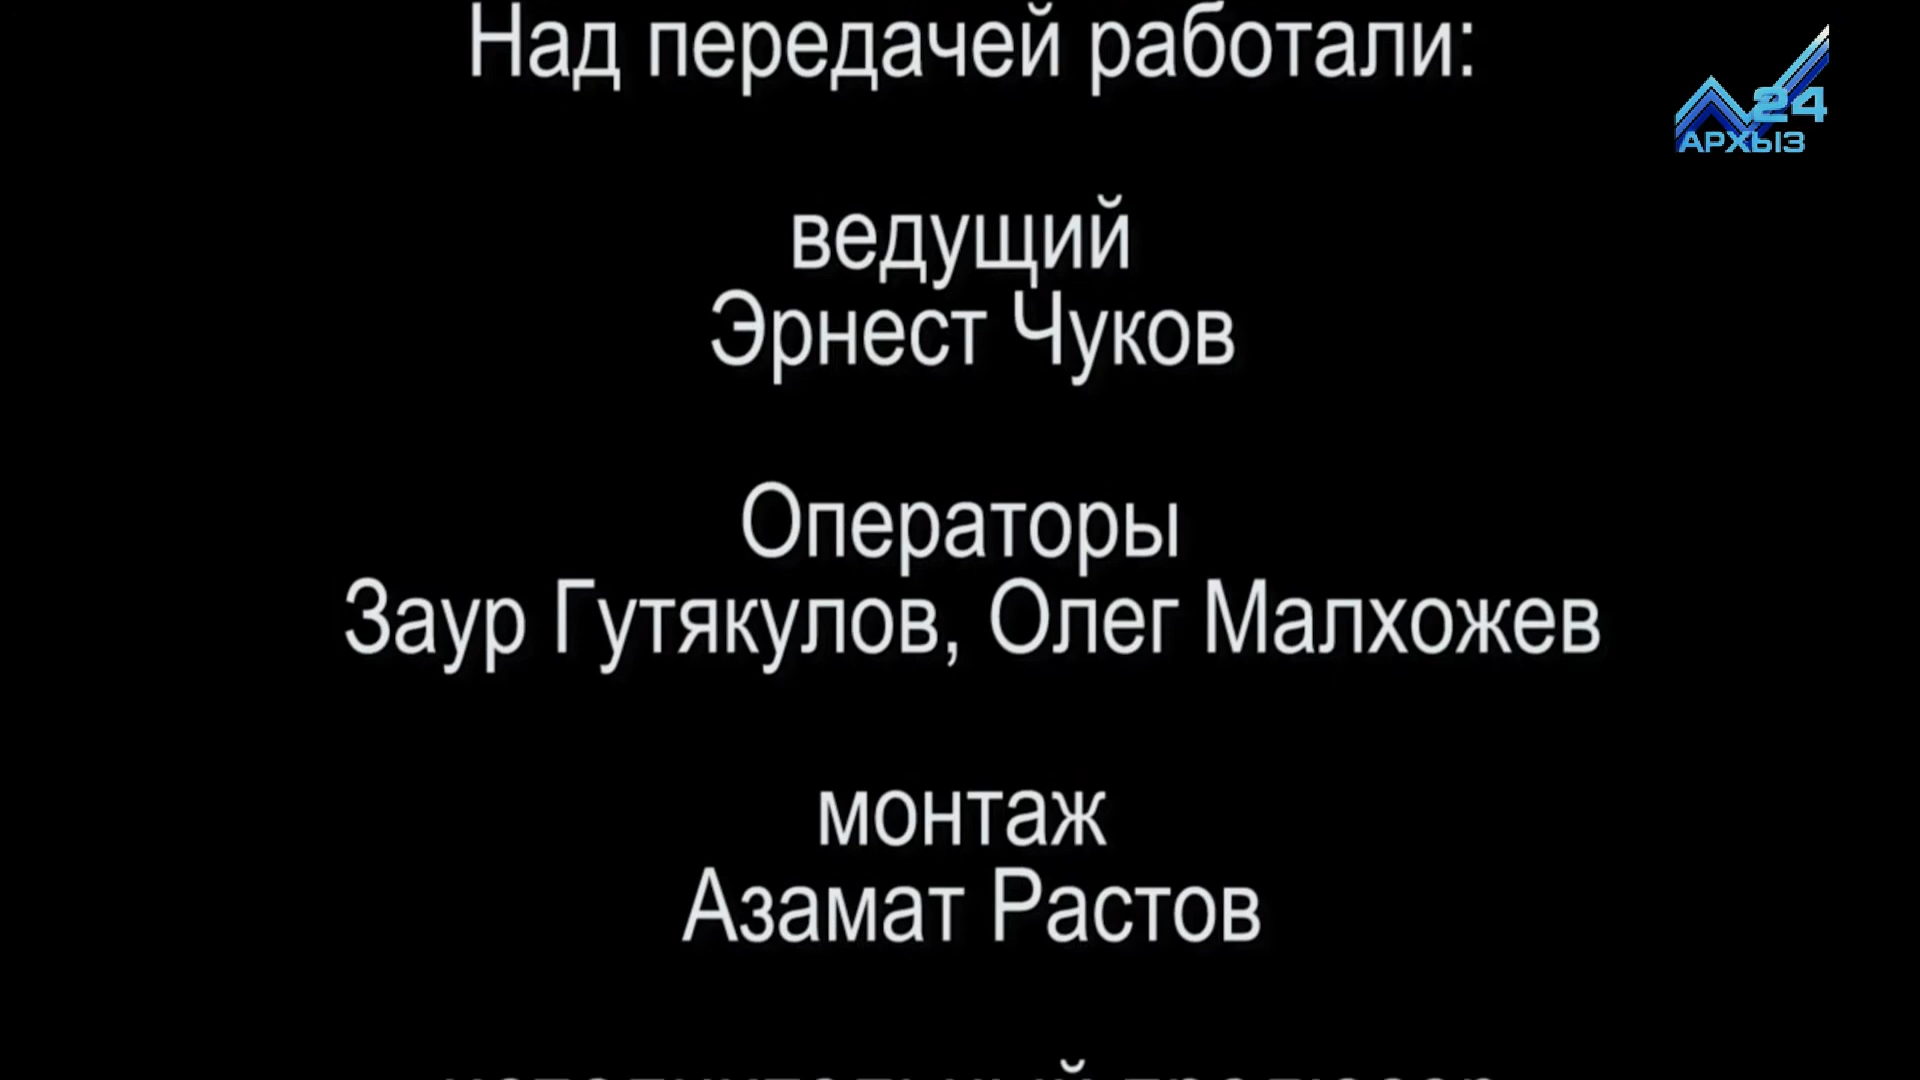 Над передачей работали:
24
АРХЫЗ
ведущий
Эрнест Чуков
Операторы
Заур Гутякулов, Олег Малхожев
монтаж
Азамат Растов